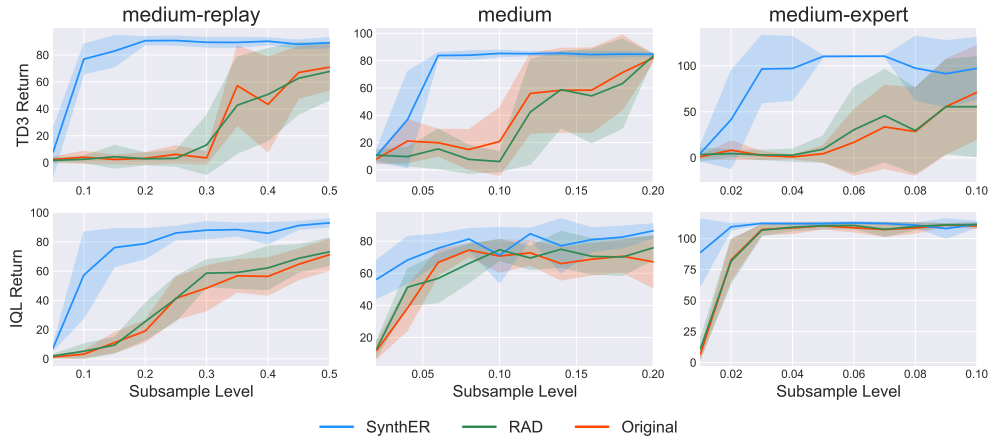 medium-replay medium medium-expert
TD3 Return
80
60
40
20
0
0.1 0.2 0.3 0.4 0.5
100
80
60
40
20
0
0.05 0.10 0.15 0.20
100
50
0
0.02 0.04 0.06 0.08 0.10
IQL Return
100
80
60
40
20
0
0.1 0.2 0.3 0.4 0.5
Subsample Level
80
60
40
20
0.05 0.10 0.15 0.20
Subsample Level
100
75
50
25
0
0.02 0.04 0.06 0.08 0.10
Subsample Level
SynthER RAD Original